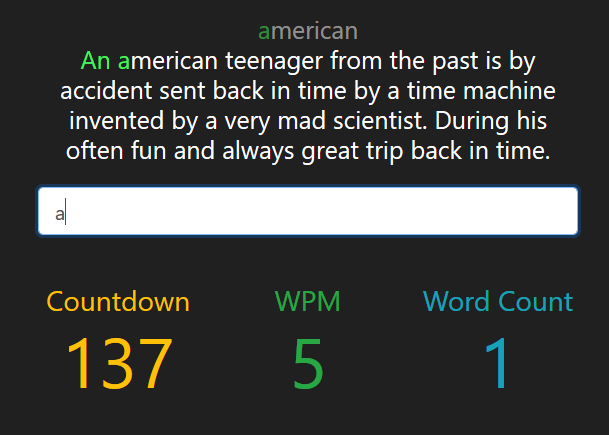 american
An american teenager from the past is by
accident sent back in time by a time machine
invented by a very mad scientist. During his
often fun and always great trip back in time.
a
Countdown WPM Word Count
137 5 1